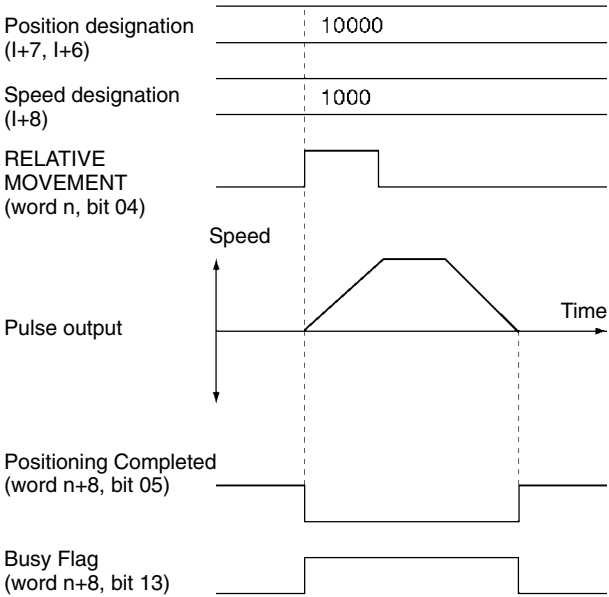 Position designation
(I+7, I+6)
10000
Speed designation
(I+8)
1000
RELATIVE
MOVEMENT
(word n, bit 04)
Speed
Pulse output
Time
Positioning Completed
(word n+8, bit 05)
Busy Flag
(word n+8, bit 13)